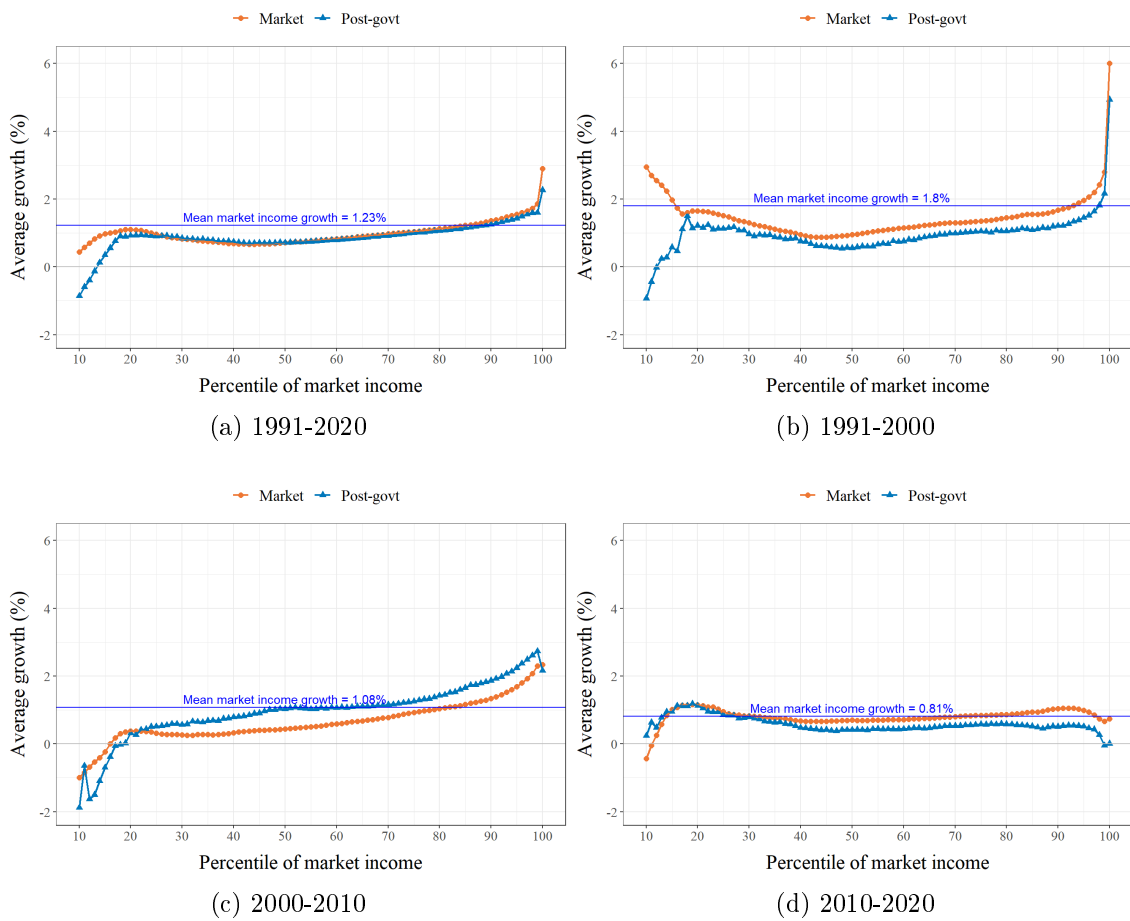 Market Post-govt
Average growth (%)
6
4
2
0
-2
Mean market income growth = 1.23%
10 20 30 40 50 60 70 80 90 100
Percentile of market income
(a) 1991-2020
Market Post-govt
Average growth (%)
6
4
2
0
-2
Mean market income growth = 1.8%
10 20 30 40 50 60 70 80 90 100
Percentile of market income
(b) 1991-2000
Market Post-govt
Average growth (%)
6
4
2
0
-2
Mean market income growth = 1.08%
10 20 30 40 50 60 70 80 90 100
Percentile of market income
(c) 2000-2010
Market Post-govt
Average growth (%)
6
4
2
0
-2
Mean market income growth = 0.81%
10 20 30 40 50 60 70 80 90 100
Percentile of market income
(d) 2010-2020